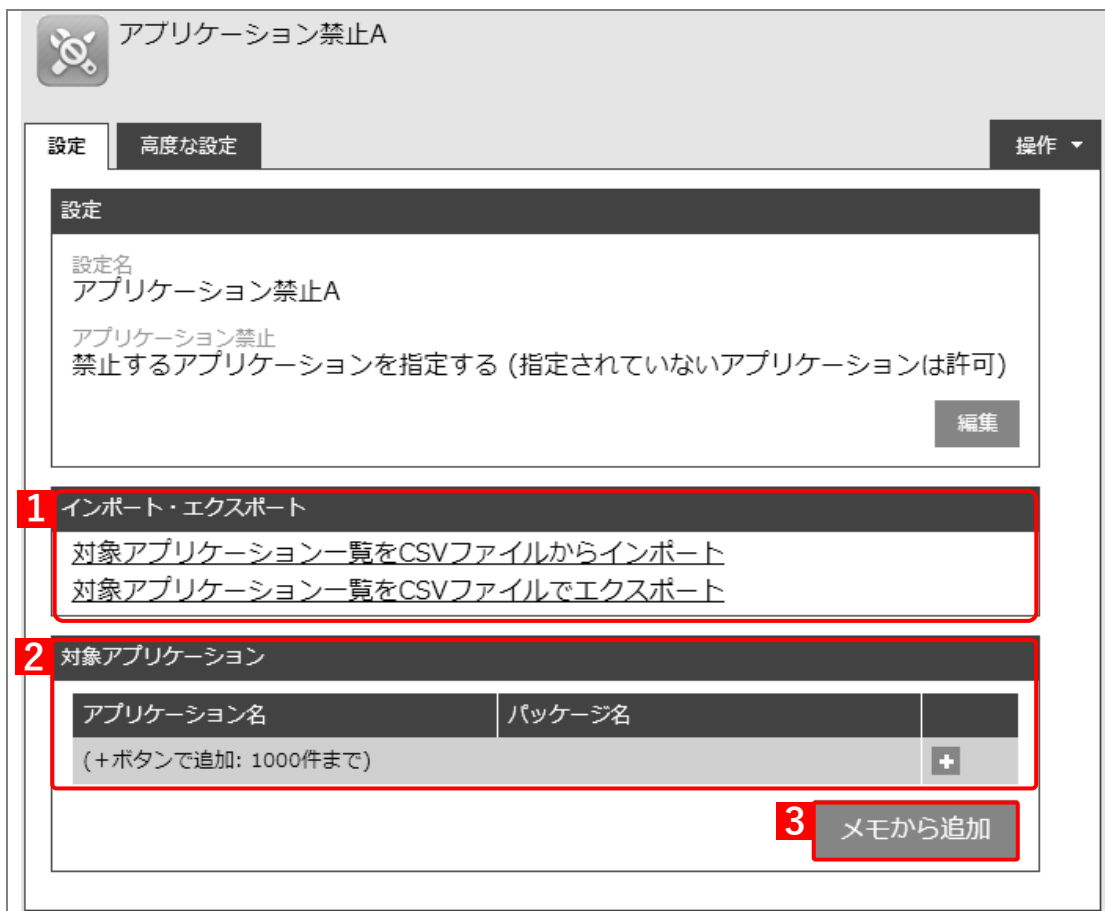 アプリケーション禁止A
設定
高度な設定
操作
設定
設定名
アプリケーション禁止A
アプリケーション禁止
禁止するアプリケーションを指定する (指定されていないアプリケーションは許可)
編集
1
インポート・エクスポート
対象アプリケーション一覧をCSVファイルからインポート
対象アプリケーション一覧をCSVファイルでエクスポート
2
対象アプリケーション
アプリケーション名 パッケージ名
(+ボタンで追加: 1000件まで)
3
メモから追加